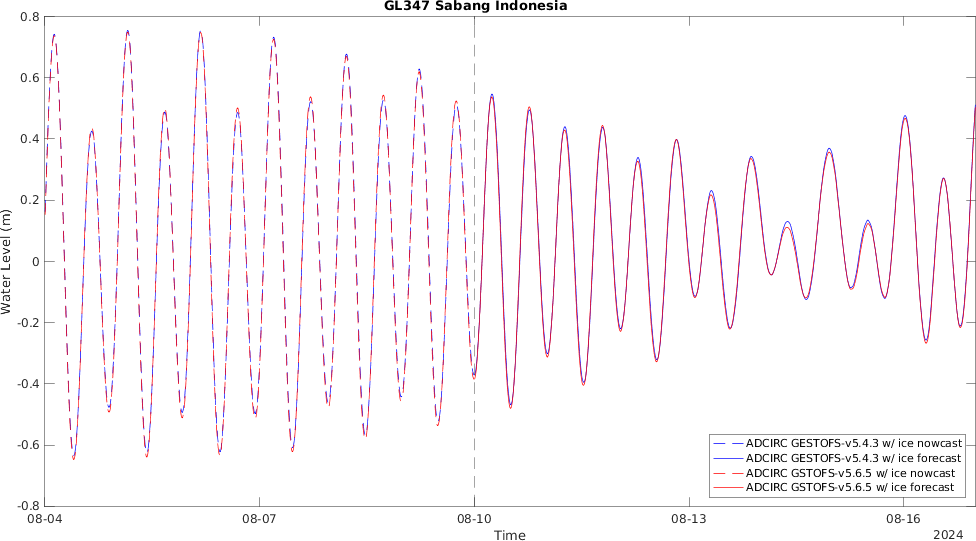 GL347 Sabang Indonesia
0.8
0.6
0.4
0.2
0
-0.2
-0.4
-0.6
-0.8
Water Level (m)
ADCIRC GESTOFS-v5.4.3 w/ ice nowcast
ADCIRC GESTOFS-v5.4.3 w/ ice forecast
ADCIRC GSTOFS-v5.6.5 w/ ice nowcast
ADCIRC GSTOFS-v5.6.5 w/ ice forecast
08-04
08-07
08-10
08-13
08-16
Time
2024